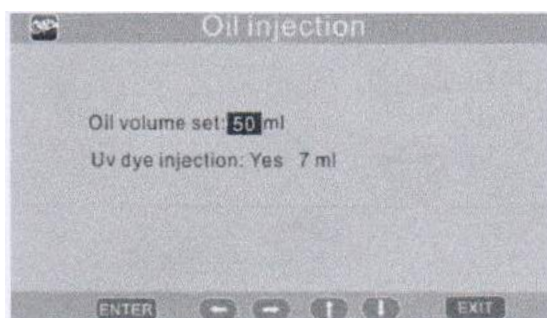 Oil injection
Oil volume set: 50 ml
Uv dye injection: Yes 7 ml
ENTER ← → ↑ ↓ EXIT